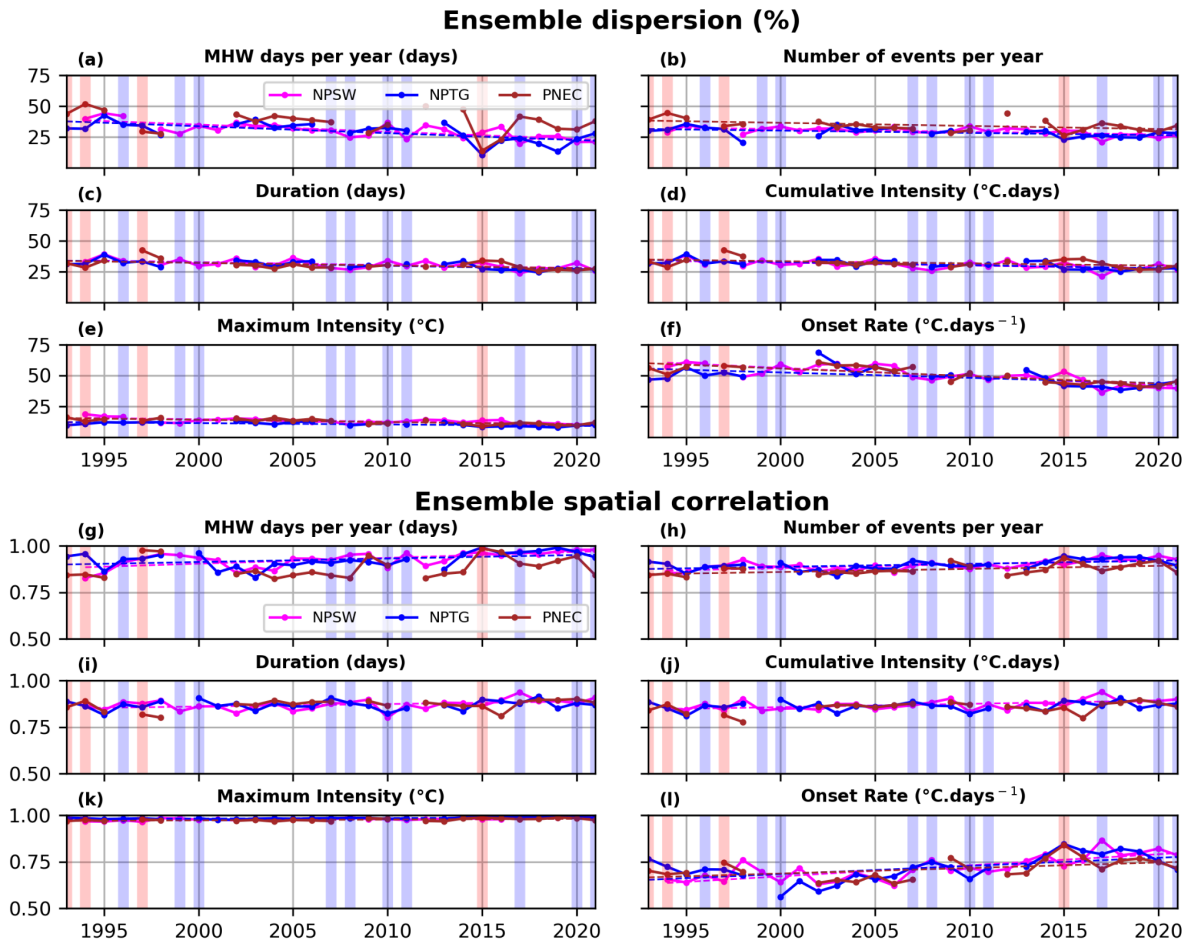 Ensemble dispersion (%)
(a) MHW days per year (days)
(b) Number of events per year
75
50
25
NPSW NPTG PNEC
(c) Duration (days)
(d) Cumulative Intensity (°C.days)
75
50
25
(e) Maximum Intensity (°C)
(f) Onset Rate (°C.days⁻¹)
75
50
25
1995 2000 2005 2010 2015 2020
1995 2000 2005 2010 2015 2020
Ensemble spatial correlation
(g) MHW days per year (days)
(h) Number of events per year
1.00
0.75
0.50
NPSW NPTG PNEC
(i) Duration (days)
(j) Cumulative Intensity (°C.days)
1.00
0.75
0.50
(k) Maximum Intensity (°C)
(l) Onset Rate (°C.days⁻¹)
1.00
0.75
0.50
1995 2000 2005 2010 2015 2020
1995 2000 2005 2010 2015 2020